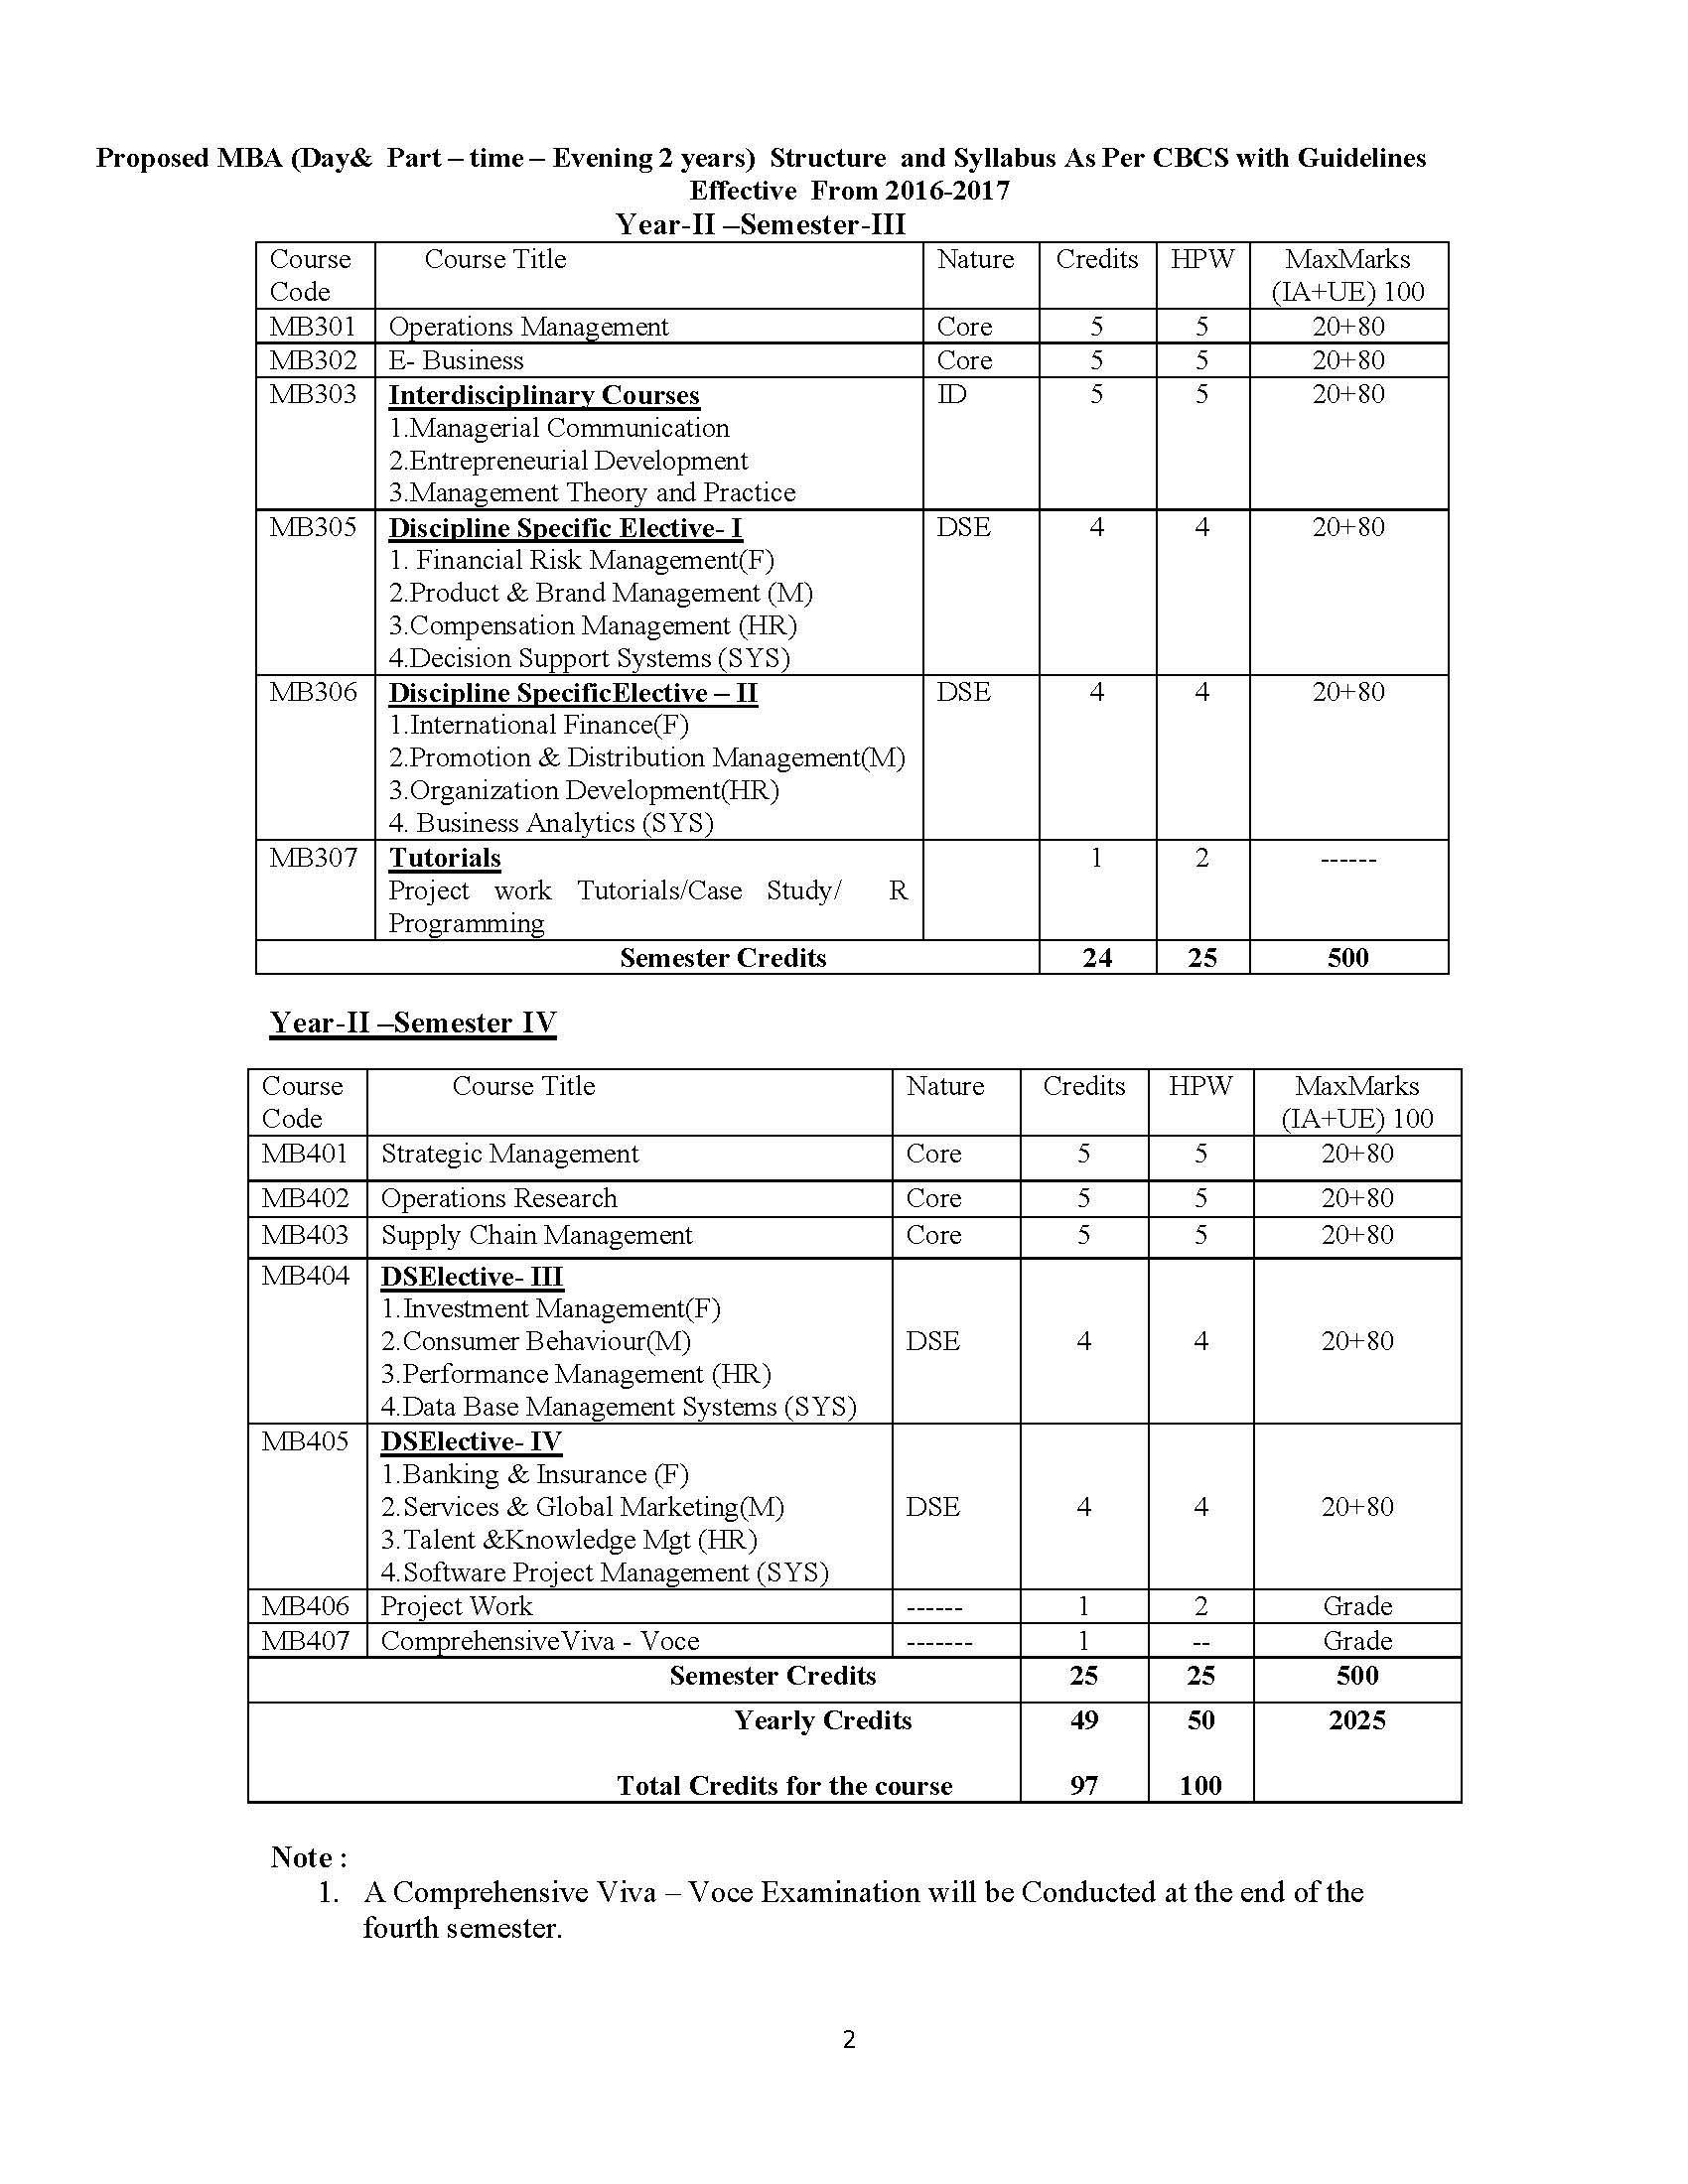 Proposed MBA (Day& Part – time – Evening 2 years) Structure and Syllabus As Per CBCS with Guidelines
Effective From 2016-2017
Year-II –Semester-III
Course Code Course Title Nature Credits HPW MaxMarks (IA+UE) 100
MB301 Operations Management Core 5 5 20+80
MB302 E- Business Core 5 5 20+80
MB303 Interdisciplinary Courses ID 5 5 20+80
1.Managerial Communication
2.Entrepreneurial Development
3.Management Theory and Practice
MB305 Discipline Specific Elective- I DSE 4 4 20+80
1. Financial Risk Management(F)
2.Product & Brand Management (M)
3.Compensation Management (HR)
4.Decision Support Systems (SYS)
MB306 Discipline SpecificElective – II DSE 4 4 20+80
1.International Finance(F)
2.Promotion & Distribution Management(M)
3.Organization Development(HR)
4. Business Analytics (SYS)
MB307 Tutorials 1 2 ------
Project work Tutorials/Case Study/ R
Programming
Semester Credits 24 25 500
Year-II –Semester IV
Course Code Course Title Nature Credits HPW MaxMarks (IA+UE) 100
MB401 Strategic Management Core 5 5 20+80
MB402 Operations Research Core 5 5 20+80
MB403 Supply Chain Management Core 5 5 20+80
MB404 DSElective- III
1.Investment Management(F)
2.Consumer Behaviour(M) DSE 4 4 20+80
3.Performance Management (HR)
4.Data Base Management Systems (SYS)
MB405 DSElective- IV
1.Banking & Insurance (F)
2.Services & Global Marketing(M) DSE 4 4 20+80
3.Talent &Knowledge Mgt (HR)
4.Software Project Management (SYS)
MB406 Project Work ------ 1 2 Grade
MB407 ComprehensiveViva - Voce ------- 1 -- Grade
Semester Credits 25 25 500
Yearly Credits 49 50 2025
Total Credits for the course 97 100
Note :
1. A Comprehensive Viva – Voce Examination will be Conducted at the end of the
fourth semester.
2